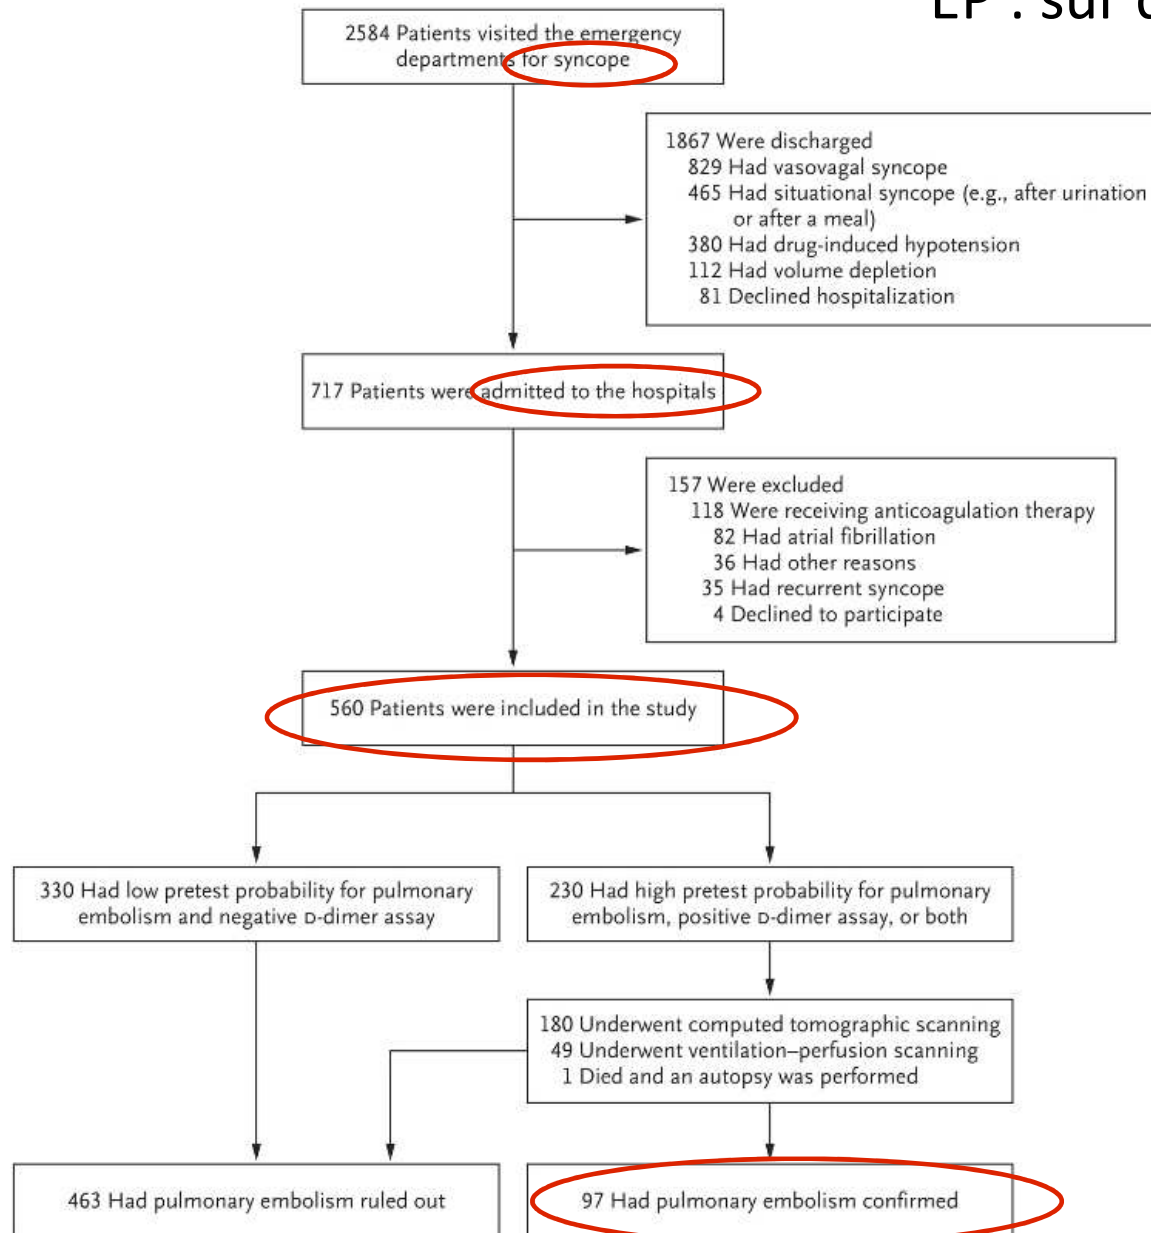 EP : sur
2584 Patients visited the emergency
departments for syncope
1867 Were discharged
829 Had vasovagal syncope
465 Had situational syncope (e.g., after urination
or after a meal)
380 Had drug-induced hypotension
112 Had volume depletion
81 Declined hospitalization
717 Patients were admitted to the hospitals
157 Were excluded
118 Were receiving anticoagulation therapy
82 Had atrial fibrillation
36 Had other reasons
35 Had recurrent syncope
4 Declined to participate
560 Patients were included in the study
330 Had low pretest probability for pulmonary
embolism and negative D-dimer assay
230 Had high pretest probability for pulmonary
embolism, positive D-dimer assay, or both
180 Underwent computed tomographic scanning
49 Underwent ventilation–perfusion scanning
1 Died and an autopsy was performed
463 Had pulmonary embolism ruled out
97 Had pulmonary embolism confirmed